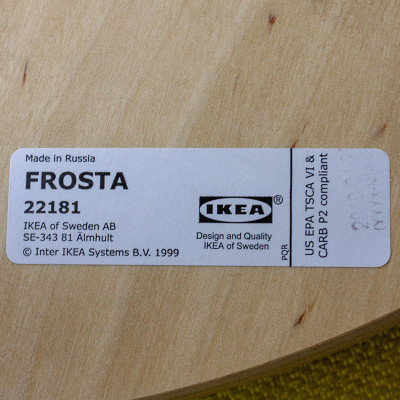 Made in Russia
FROSTA
22181
IKEA of Sweden AB
SE-343 81 Älmhult
© Inter IKEA Systems B.V. 1999
IKEA®
Design and Quality
IKEA of Sweden
PQR
US EPA TSCA VI &
CARB P2 compliant